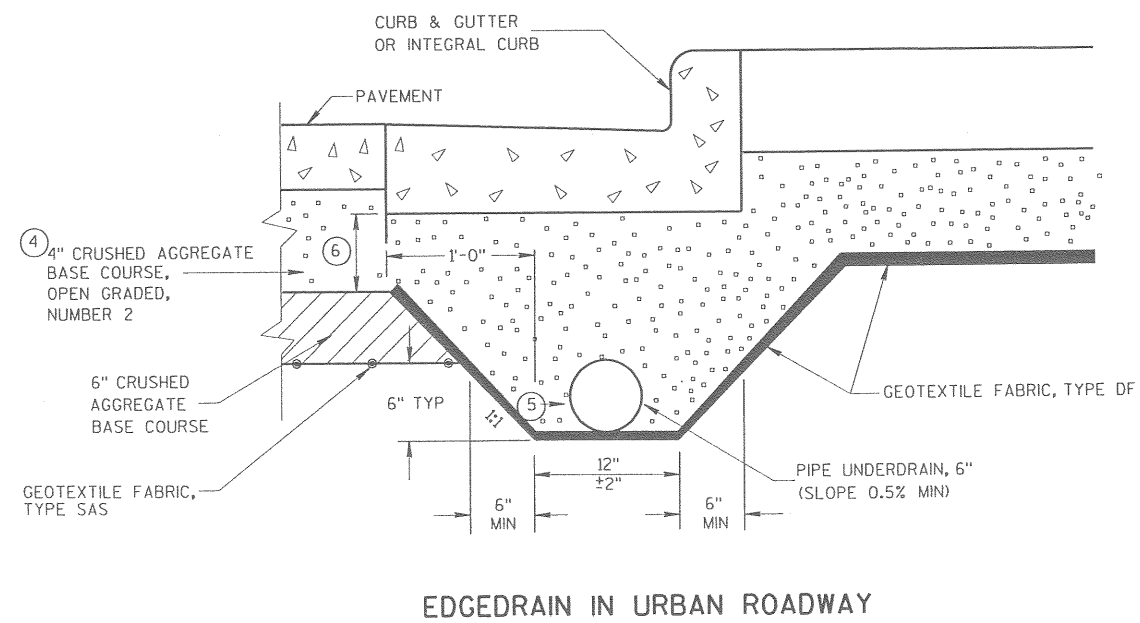 CURB & GUTTER
OR INTEGRAL CURB
PAVEMENT
4
4" CRUSHED AGGREGATE
BASE COURSE,
OPEN GRADED,
NUMBER 2
6
1'-0"
6" CRUSHED
AGGREGATE
BASE COURSE
6" TYP
1:1
5
GEOTEXTILE FABRIC, TYPE DF
GEOTEXTILE FABRIC,
TYPE SAS
12"
±2"
PIPE UNDERDRAIN, 6"
(SLOPE 0.5% MIN)
6"
MIN
6"
MIN
EDGEDRAIN IN URBAN ROADWAY